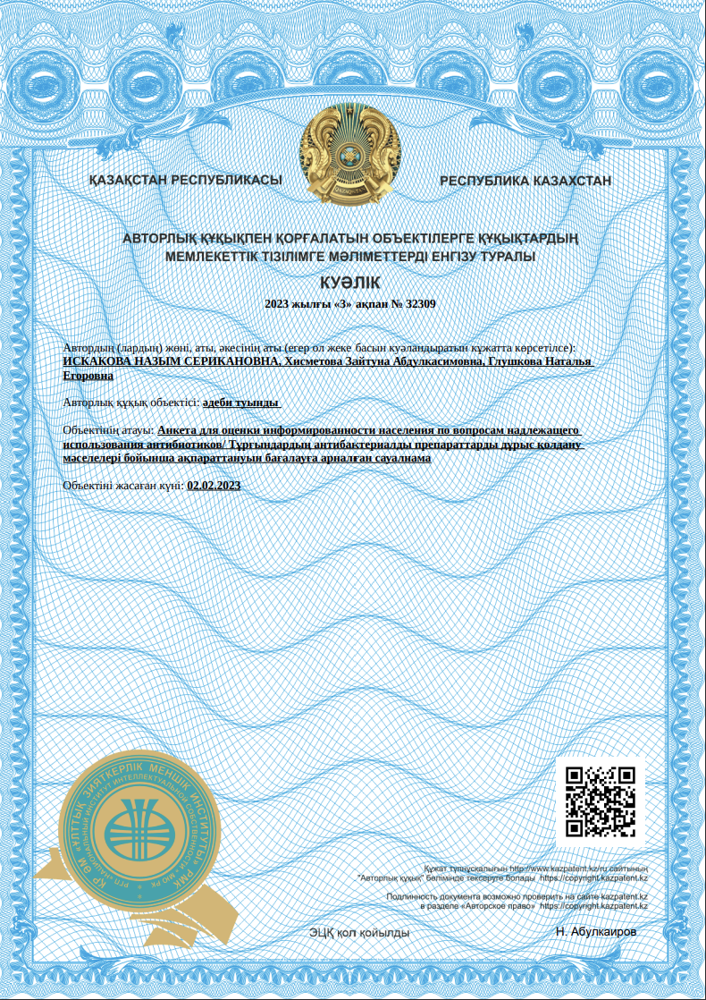 ҚАЗАҚСТАН РЕСПУБЛИКАСЫ
РЕСПУБЛИКА КАЗАХСТАН
QAZAQSTAN
АВТОРЛЫҚ ҚҰҚЫҚПЕН ҚОРҒАЛАТЫН ОБЪЕКТІЛЕРГЕ ҚҰҚЫҚТАРДЫҢ
МЕМЛЕКЕТТІК ТІЗІЛІМГЕ МӘЛІМЕТТЕРДІ ЕНГІЗУ ТУРАЛЫ
КУӘЛІК
2023 жылғы «3» ақпан № 32309
Автордың (лардың) жөні, аты, әкесінің аты (егер ол жеке басын куәландыратын құжатта көрсетілсе):
ИСКАКОВА НАЗЫМ СЕРИКАНОВНА, Хисметова Зайтуна Абдулкасимовна, Глушкова Наталья
Егоровна
Авторлық құқық объектісі: әдеби туынды
Объектінің атауы: Анкета для оценки информированности населения по вопросам надлежащего
использования антибиотиков/ Тұрғындардың антибактериалды препараттарды дұрыс қолдану
мәселелері бойынша ақпараттануын бағалауға арналған сауалнама
Объектіні жасаған күні: 02.02.2023
ҚР ӘМ «ҰЛТТЫҚ ЗИЯТКЕРЛІК МЕНШІК ИНСТИТУТЫ» РМК
РГП «НАЦИОНАЛЬНЫЙ ИНСТИТУТ ИНТЕЛЛЕКТУАЛЬНОЙ СОБСТВЕННОСТИ» МЮ РК
Құжат түпнұсқалығын http://www.kazpatent.kz/ru сайтының
"Авторлық құқық" бөлімінде тексеруге болады https://copyright.kazpatent.kz
Подлинность документа возможно проверить на сайте kazpatent.kz
в разделе «Авторское право» https://copyright.kazpatent.kz
ЭЦҚ қол қойылды
Н. Абулкаиров